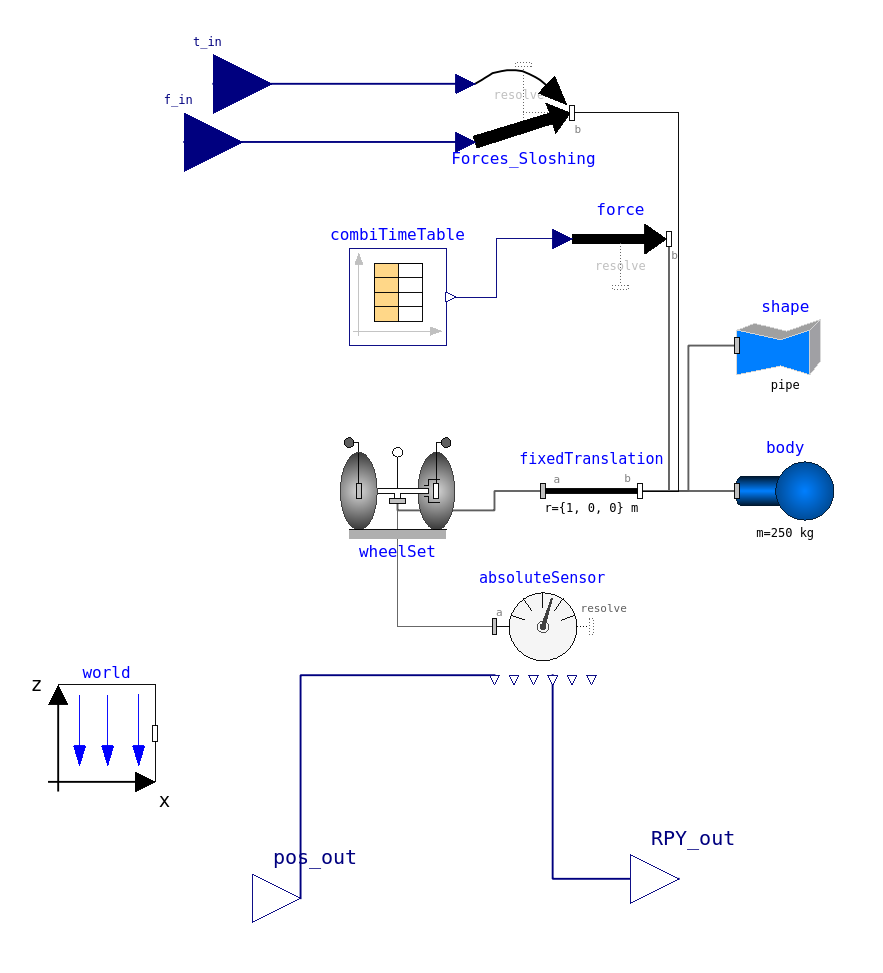 t_in
f_in
resolve
b
Forces_Sloshing
force
combiTimeTable
b
resolve
shape
pipe
body
fixedTranslation
a
b
r={1, 0, 0} m
m=250 kg
wheelSet
absoluteSensor
a
resolve
world
z
x
RPY_out
pos_out